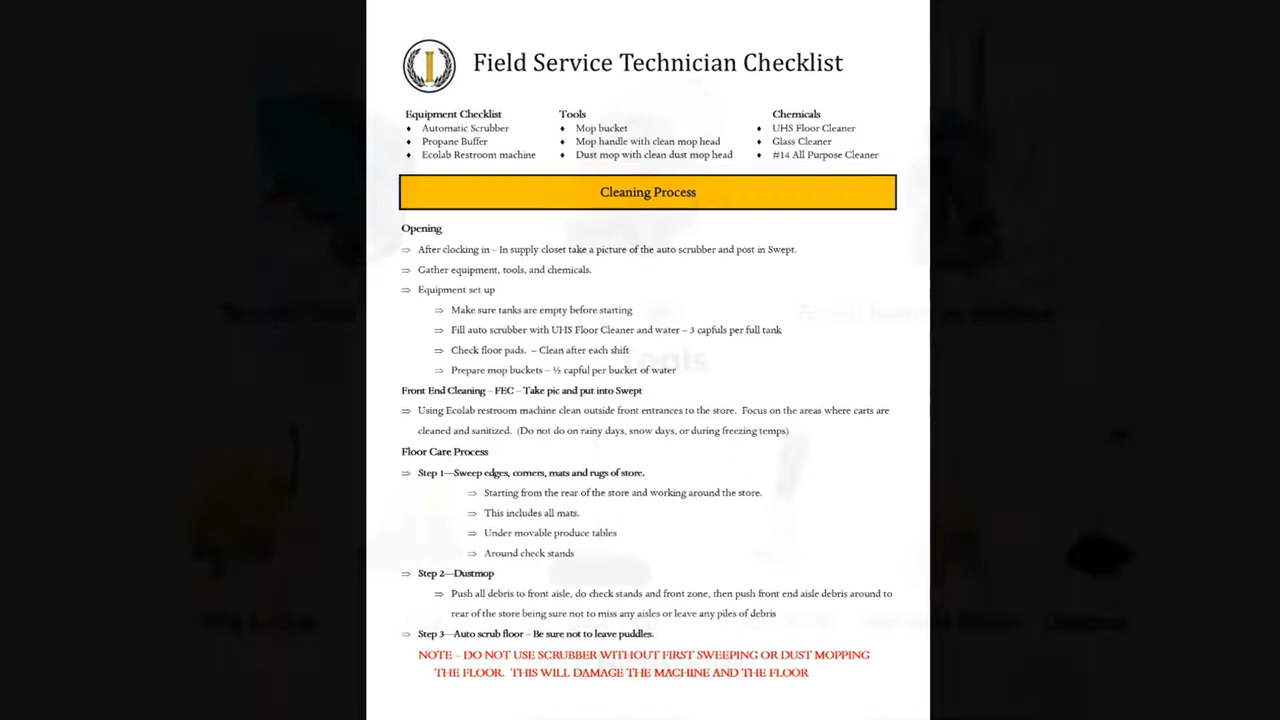 Field Service Technician Checklist
Equipment Checklist
Automatic Scrubber
Propane Buffer
Ecolab Restroom machine
Tools
Mop bucket
Mop handle with clean mop head
Dust mop with clean dust mop head
Chemicals
UHS Floor Cleaner
Glass Cleaner
#14 All Purpose Cleaner
Cleaning Process
Opening
⇒ After clocking in – In supply closet take a picture of the auto scrubber and post in Swept.
⇒ Gather equipment, tools, and chemicals.
⇒ Equipment set up
⇒ Make sure tanks are empty before starting
⇒ Fill auto scrubber with UHS Floor Cleaner and water – 3 capfuls per full tank
⇒ Check floor pads. – Clean after each shift
⇒ Prepare mop buckets – ½ capful per bucket of water
Front End Cleaning – FEC – Take pic and put into Swept
⇒ Using Ecolab restroom machine clean outside front entrances to the store. Focus on the areas where carts are
cleaned and sanitized. (Do not do on rainy days, snow days, or during freezing temps)
Floor Care Process
⇒ Step 1—Sweep edges, corners, mats and rugs of store.
⇒ Starting from the rear of the store and working around the store.
⇒ This includes all mats.
⇒ Under movable produce tables
⇒ Around check stands
⇒ Step 2—Dustmop
⇒ Push all debris to front aisle, do check stands and front zone, then push front end aisle debris around to
rear of the store being sure not to miss any aisles or leave any piles of debris
⇒ Step 3—Auto scrub floor – Be sure not to leave puddles.
NOTE – DO NOT USE SCRUBBER WITHOUT FIRST SWEEPING OR DUST MOPPING
THE FLOOR. THIS WILL DAMAGE THE MACHINE AND THE FLOOR
Tools